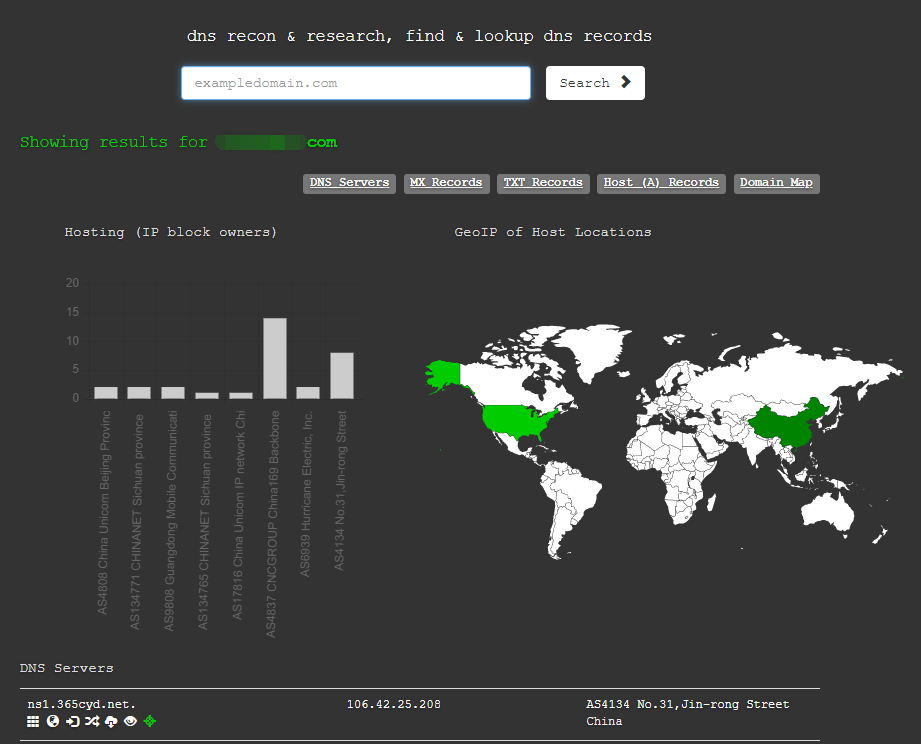 dns recon & research, find & lookup dns records
exampledomain.com
Search
Showing results for com
DNS Servers MX Records TXT Records Host (A) Records Domain Map
Hosting (IP block owners)
GeoIP of Host Locations
20
15
10
5
0
AS4808 China Unicom Beijing Provinc
AS134771 CHINANET Sichuan province
AS9808 Guangdong Mobile Communicati
AS134765 CHINANET Sichuan province
AS17816 China Unicom IP network Chi
AS4837 CNCGROUP China169 Backbone
AS6939 Hurricane Electric, Inc.
AS4134 No.31,Jin-rong Street
DNS Servers
ns1.365cyd.net. 106.42.25.208 AS4134 No.31,Jin-rong Street
China